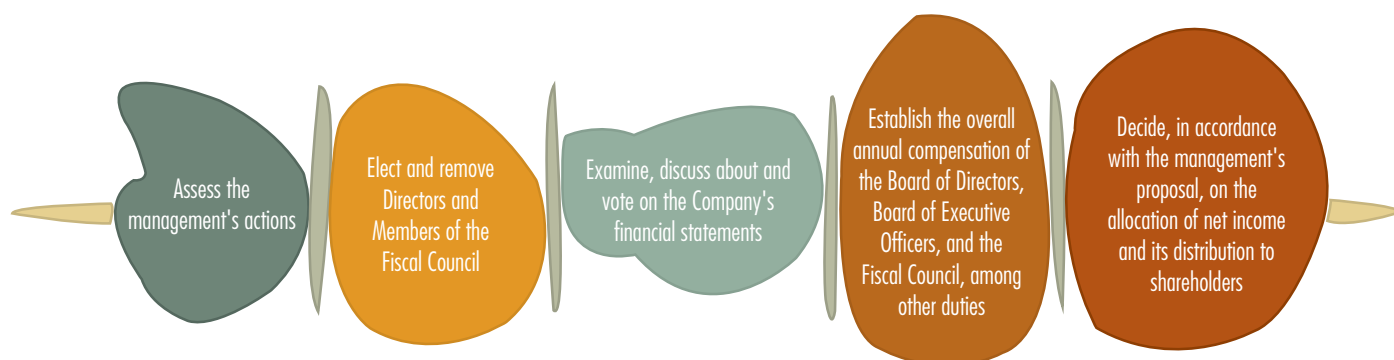 Assess the
management's actions
Elect and remove
Directors and
Members of the
Fiscal Council
Examine, discuss about and
vote on the Company's
financial statements
Establish the overall
annual compensation of
the Board of Directors,
Board of Executive
Officers, and the
Fiscal Council, among
other duties
Decide, in accordance
with the management's
proposal, on the
allocation of net income
and its distribution to
shareholders